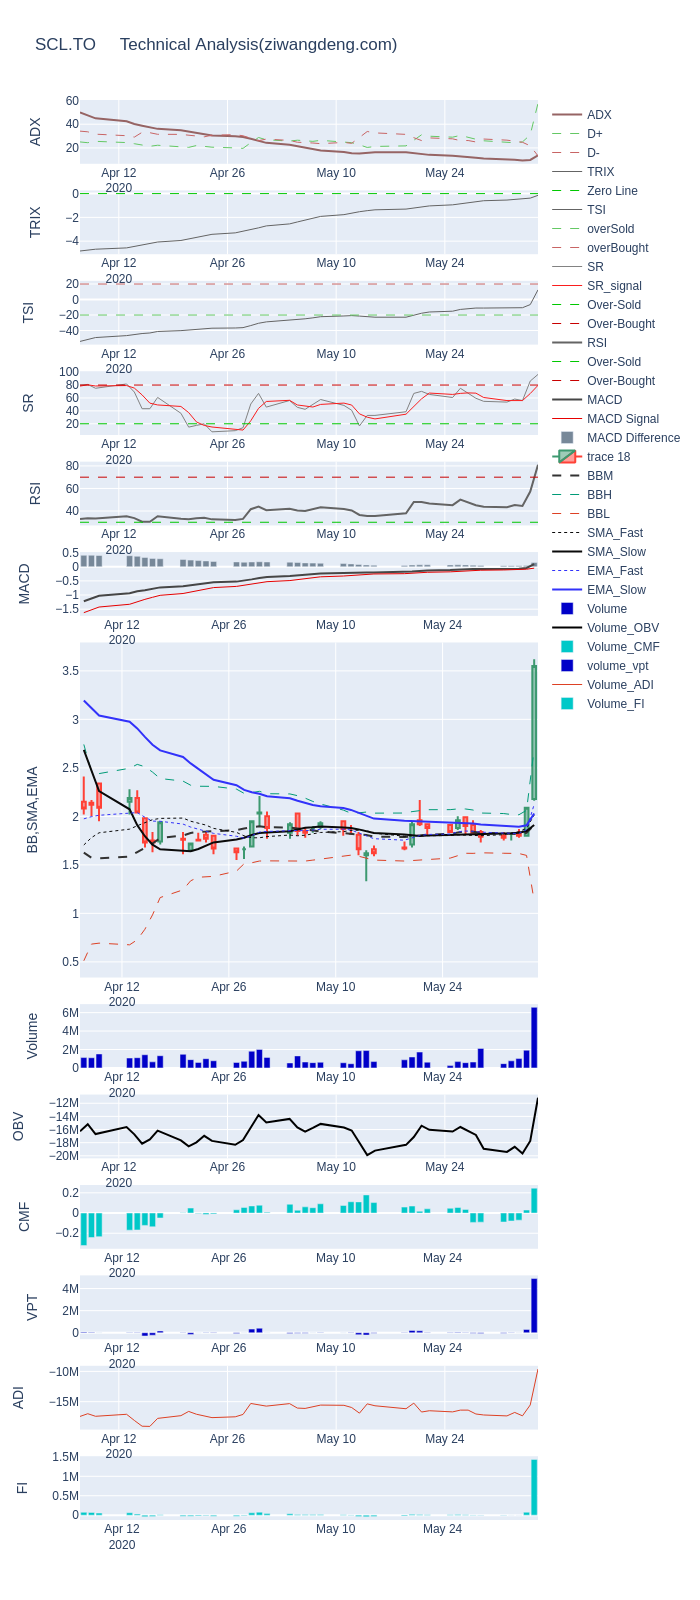 SCL.TO Technical Analysis(ziwangdeng.com)
ADX
60
40
20
Apr 12
2020
Apr 26
May 10
May 24
TRIX
0
−2
−4
Apr 12
2020
Apr 26
May 10
May 24
TSI
20
0
−20
−40
Apr 12
2020
Apr 26
May 10
May 24
SR
100
80
60
40
20
Apr 12
2020
Apr 26
May 10
May 24
RSI
80
60
40
Apr 12
2020
Apr 26
May 10
May 24
MACD
0.5
0
−0.5
−1
−1.5
Apr 12
2020
Apr 26
May 10
May 24
BB,SMA,EMA
3.5
3
2.5
2
1.5
1
0.5
Apr 12
2020
Apr 26
May 10
May 24
Volume
6M
4M
2M
0
Apr 12
2020
Apr 26
May 10
May 24
OBV
−12M
−14M
−16M
−18M
−20M
Apr 12
2020
Apr 26
May 10
May 24
CMF
0.2
0
−0.2
Apr 12
2020
Apr 26
May 10
May 24
VPT
4M
2M
0
Apr 12
2020
Apr 26
May 10
May 24
ADI
−10M
−15M
Apr 12
2020
Apr 26
May 10
May 24
FI
1.5M
1M
0.5M
0
Apr 12
2020
Apr 26
May 10
May 24
ADX
D+
D-
TRIX
Zero Line
TSI
overSold
overBought
SR
SR_signal
Over-Sold
Over-Bought
RSI
Over-Sold
Over-Bought
MACD
MACD Signal
MACD Difference
trace 18
BBM
BBH
BBL
SMA_Fast
SMA_Slow
EMA_Fast
EMA_Slow
Volume
Volume_OBV
Volume_CMF
volume_vpt
Volume_ADI
Volume_FI